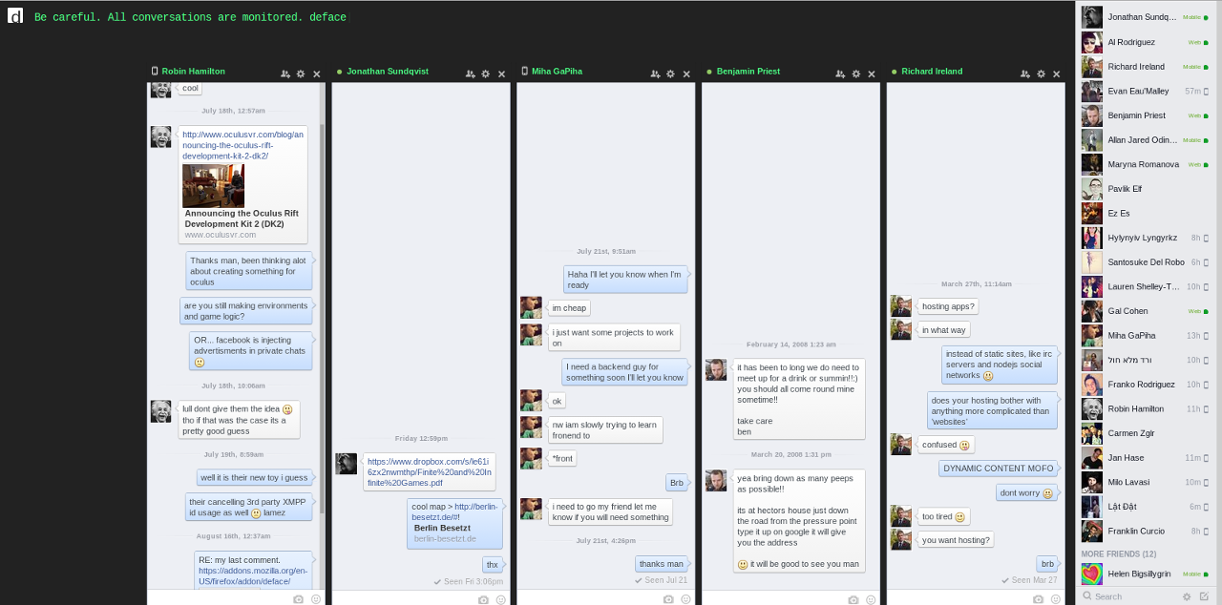 d Be careful. All conversations are monitored. deface
Robin Hamilton
cool
July 18th, 12:57am
http://www.oculusvr.com/blog/an
nouncing-the-oculus-rift-
development-kit-2-dk2/
Announcing the Oculus Rift
Development Kit 2 (DK2)
www.oculusvr.com
Thanks man, been thinking alot
about creating something for
oculus
are you still making environments
and game logic?
OR... facebook is injecting
advertisments in private chats
July 18th, 10:06am
lull dont give them the idea
tho if that was the case its a
pretty good guess
July 19th, 8:59am
well it is their new toy i guess
their cancelling 3rd party XMPP
id usage as well lamez
August 16th, 12:37am
RE: my last comment.
https://addons.mozilla.org/en-
US/firefox/addon/deface/
Jonathan Sundqvist
Friday 12:59pm
https://www.dropbox.com/s/le61i
6zx2nwmthp/Finite%20and%20In
finite%20Games.pdf
cool map > http://berlin-
besetzt.de/#!
Berlin Besetzt
berlin-besetzt.de
thx
Seen Fri 3:06pm
Miha GaPiha
July 21st, 9:51am
Haha I'll let you know when I'm
ready
im cheap
i just want some projects to work
on
I need a backend guy for
something soon I'll let you know
ok
nw iam slowly trying to learn
fronend to
*front
Brb
i need to go my friend let me
know if you will need something
July 21st, 4:26pm
thanks man
Seen Jul 21
Benjamin Priest
February 14, 2006 1:23 am
it has been to long we do need to
meet up for a drink or summin!!:)
you should all come round mine
sometime!!
take care
ben
March 20, 2006 1:31 pm
yea bring down as many peeps
as possible!!
its at hectors house just down
the road from the pressure point
type it up on google it will give
you the address
it will be good to see you man
Richard Ireland
March 27th, 11:14am
hosting apps?
in what way
instead of static sites, like irc
servers and nodejs social
networks
does your hosting bother with
anything more complicated than
'websites'
confused
DYNAMIC CONTENT MOFO
dont worry
too tired
you want hosting?
brb
Seen Mar 27
Jonathan Sundq... Mobile
Al Rodriguez Web
Richard Ireland Mobile
Evan Eau'Malley 57m
Benjamin Priest Web
Allan Jared Odin... Mobile
Maryna Romanova Web
Pavlik Elf
Ez Es
Hylynyiv Lyngyrkz 8h
Santosuke Del Robo 6h
Lauren Shelley-T... 10h
Gal Cohen Web
Miha GaPiha 13h
ורד מלא חול 10h
Franko Rodriguez 10h
Robin Hamilton 11h
Carmen Zglr
Jan Hase 11m
Milo Lavasi 10m
Lật Đật 6m
Franklin Curcio 8h
MORE FRIENDS (12)
Helen Bigsillygrin Mobile
Search